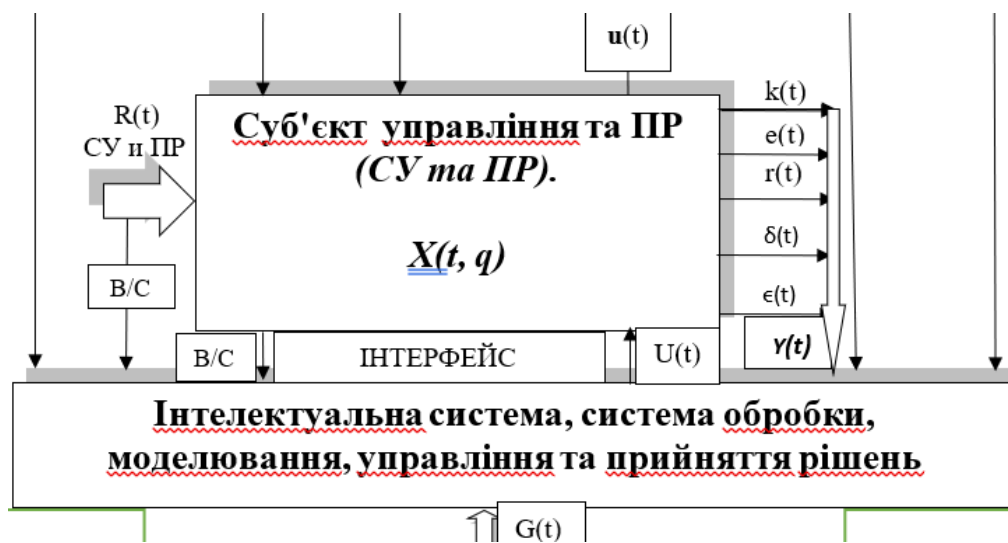 u(t)
R(t)
СУ и ПР
Суб'єкт управління та ПР
(СУ та ПР).
X(t, q)
k(t)
e(t)
r(t)
δ(t)
ϵ(t)
В/С
В/С
ІНТЕРФЕЙС
U(t)
Y(t)
Інтелектуальна система, система обробки,
моделювання, управління та прийняття рішень
G(t)